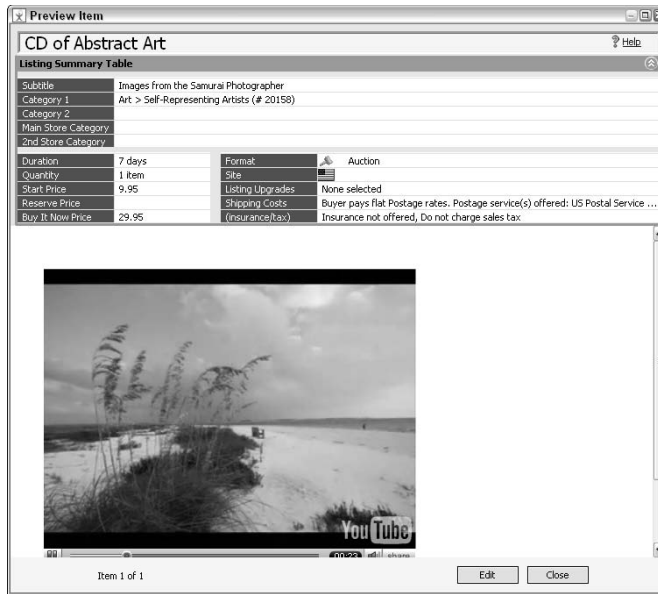 Preview Item
CD of Abstract Art
Help
Listing Summary Table
Subtitle Images from the Samurai Photographer
Category 1 Art > Self-Representing Artists (# 20158)
Category 2
Main Store Category
2nd Store Category
Duration 7 days Format Auction
Quantity 1 item Site
Start Price 9.95 Listing Upgrades None selected
Reserve Price Shipping Costs Buyer pays flat Postage rates. Postage service(s) offered: US Postal Service ...
Buy It Now Price 29.95 (insurance/tax) Insurance not offered, Do not charge sales tax
YouTube
00:23 share
Item 1 of 1 Edit Close